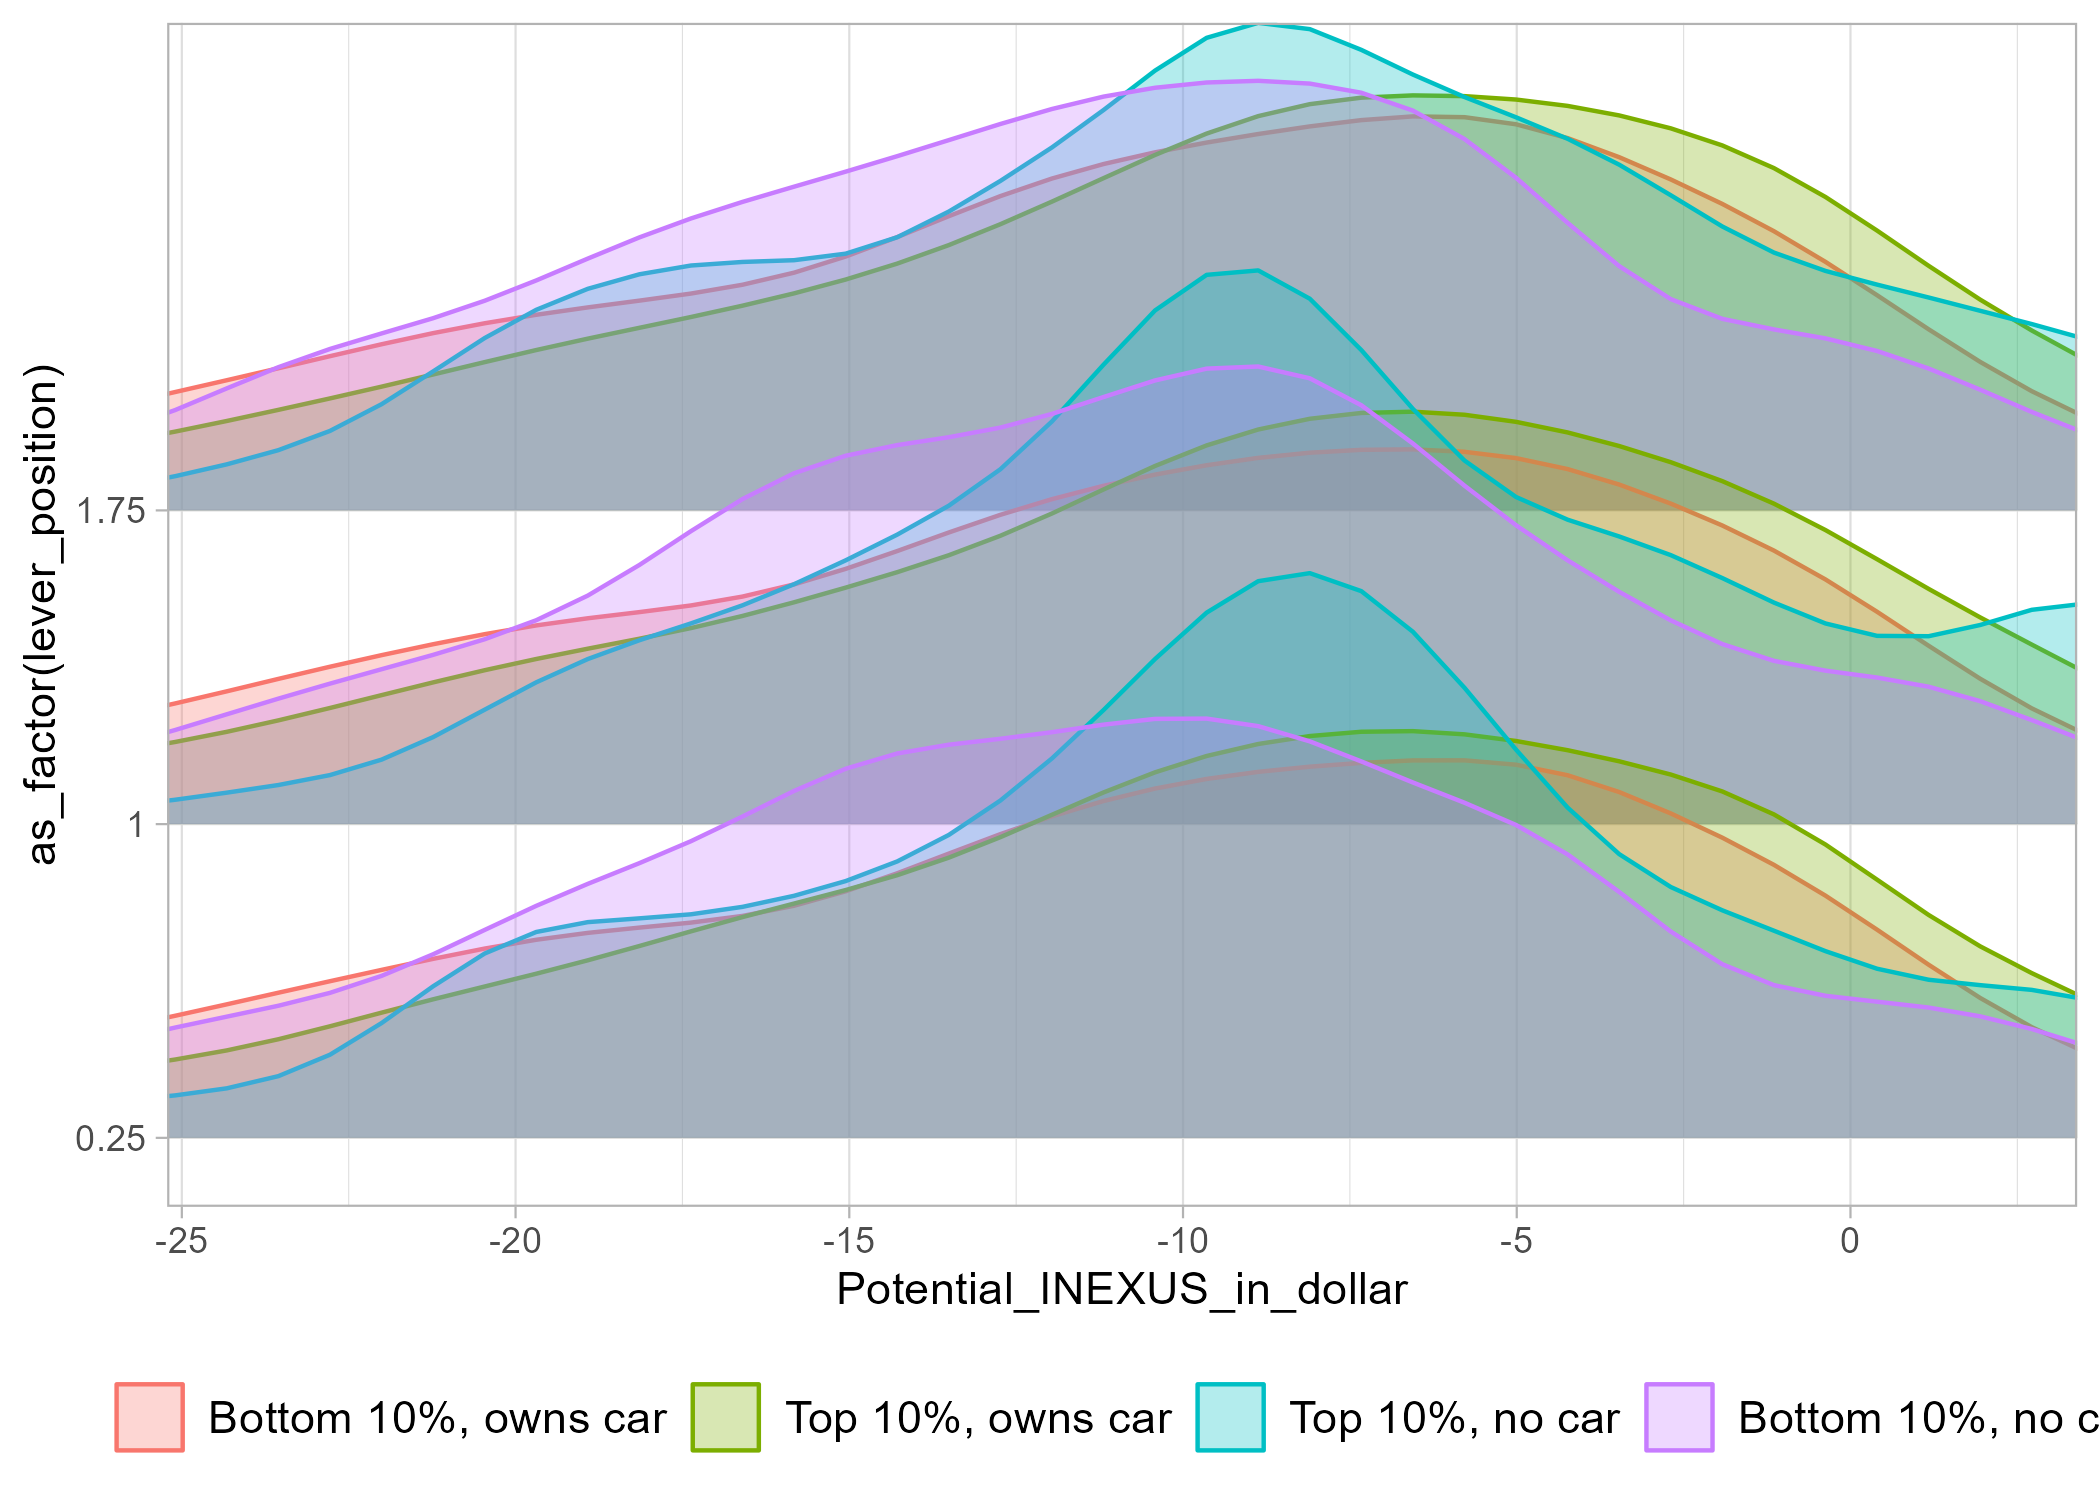 as_factor(lever_position)
1.75
1
0.25
-25 -20 -15 -10 -5 0
Potential_INEXUS_in_dollar
Bottom 10%, owns car Top 10%, owns car Top 10%, no car Bottom 10%, no c